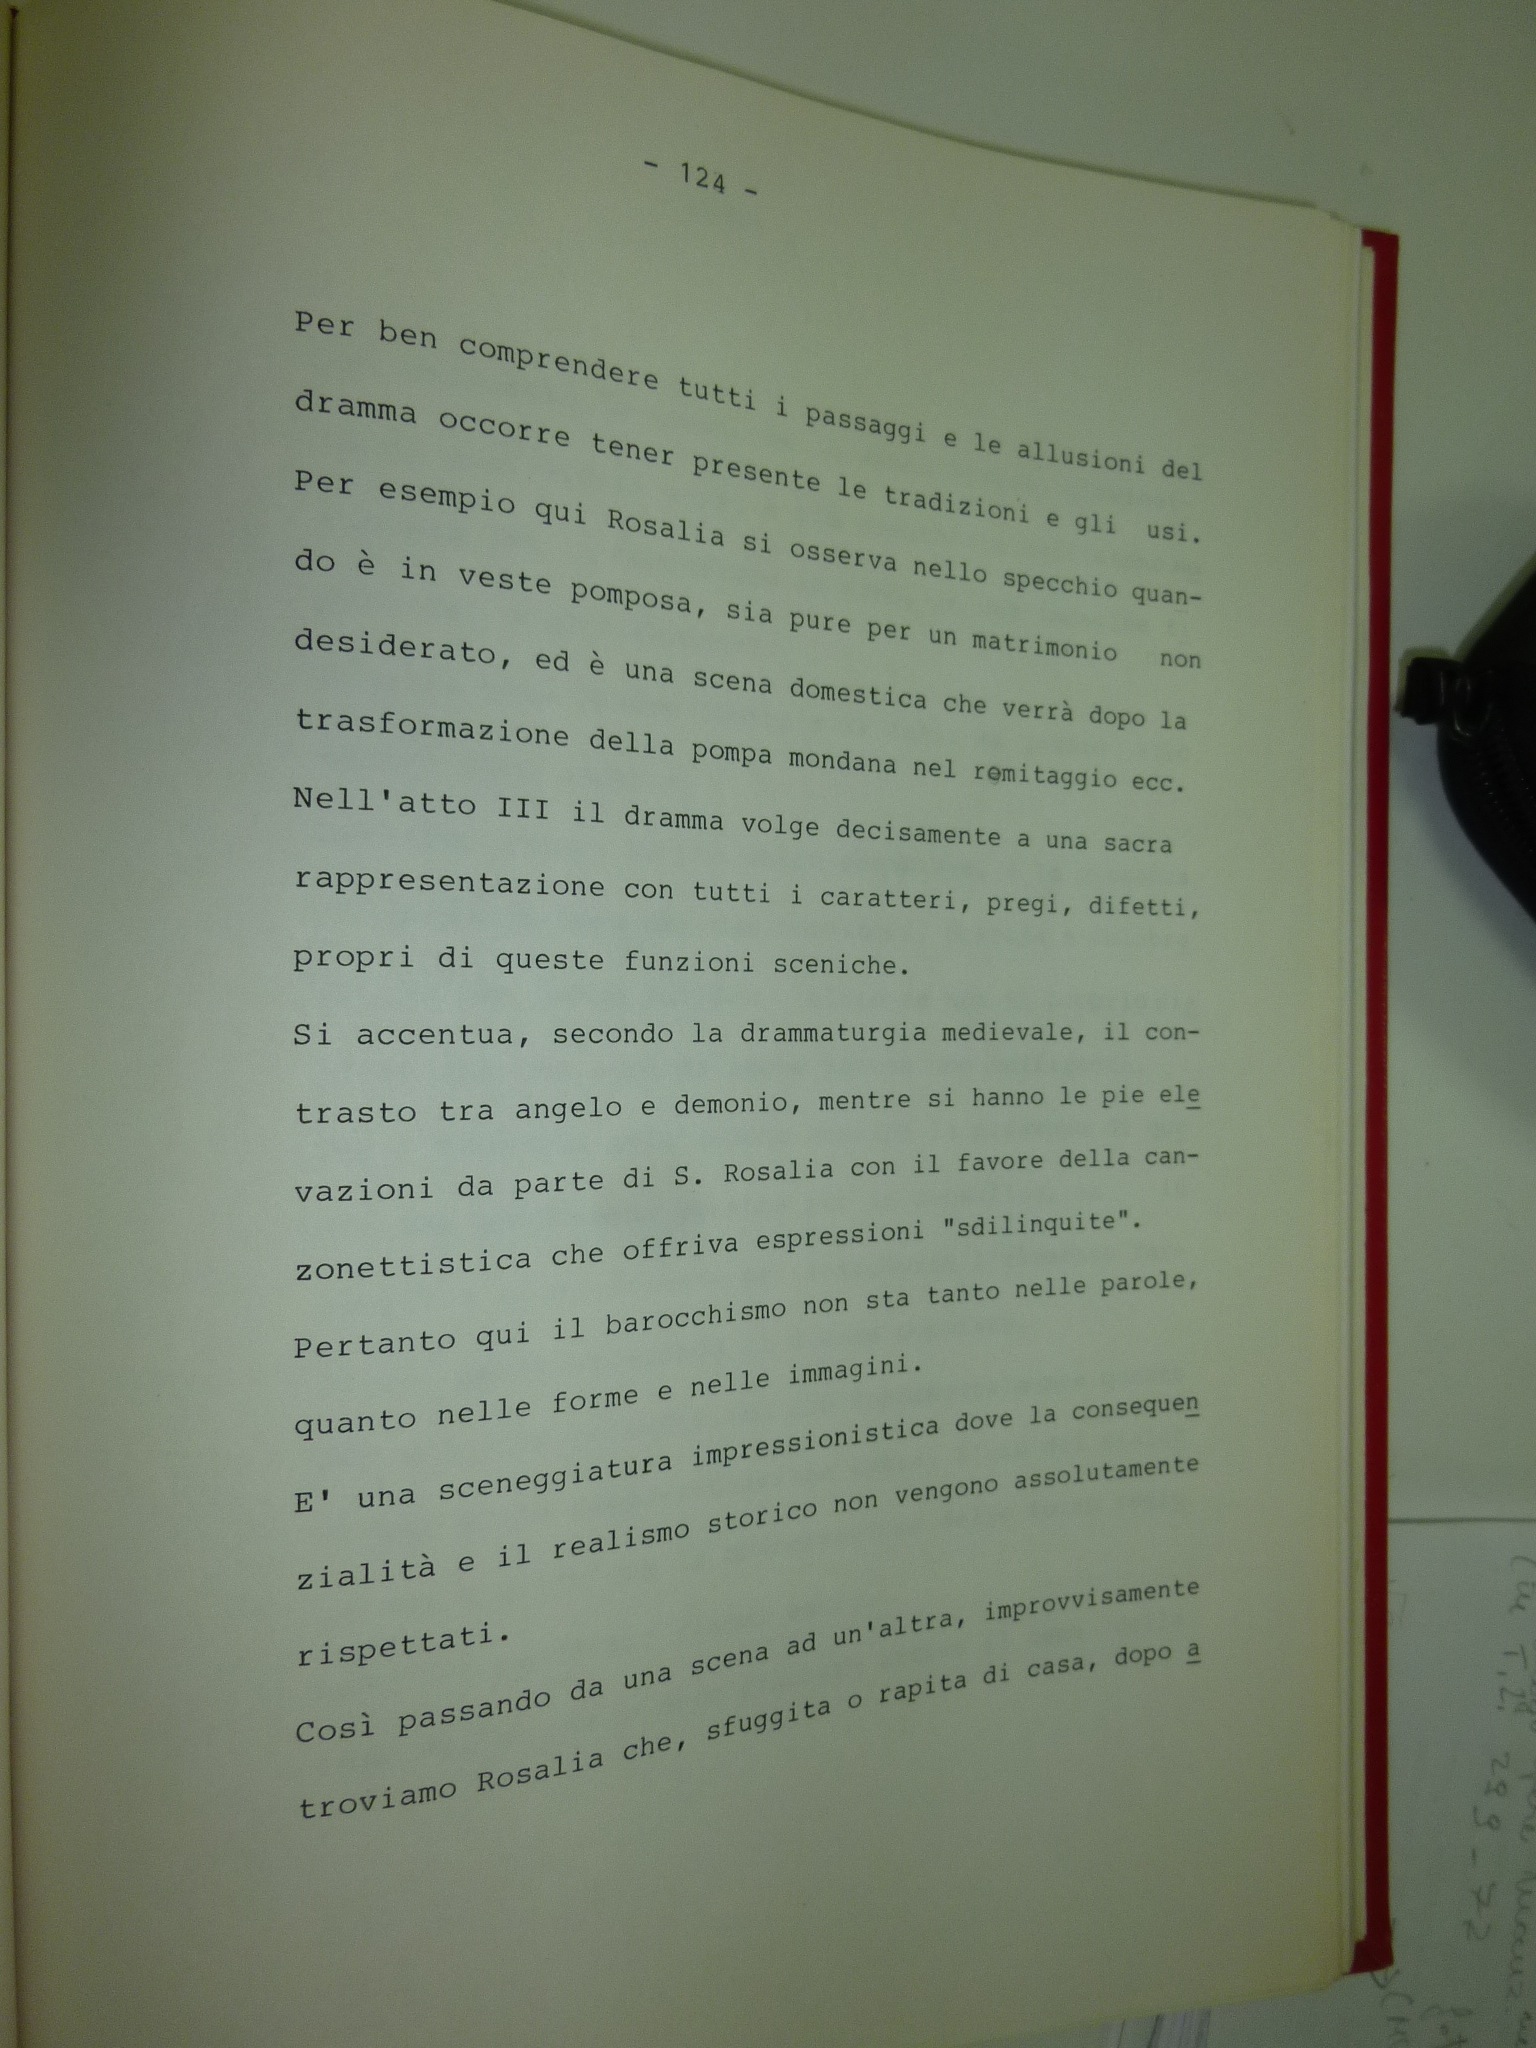 - 124 -
Per ben comprendere tutti i passaggi e le allusioni del
dramma occorre tener presente le tradizioni e gli usi.
Per esempio qui Rosalia si osserva nello specchio quan-
do è in veste pomposa, sia pure per un matrimonio non
desiderato, ed è una scena domestica che verrà dopo la
trasformazione della pompa mondana nel romitaggio ecc.
Nell'atto III il dramma volge decisamente a una sacra
rappresentazione con tutti i caratteri, pregi, difetti,
propri di queste funzioni sceniche.
Si accentua, secondo la drammaturgia medievale, il con-
trasto tra angelo e demonio, mentre si hanno le pie ele
vazioni da parte di S. Rosalia con il favore della can-
zonettistica che offriva espressioni "sdilinquite".
Pertanto qui il barocchismo non sta tanto nelle parole,
quanto nelle forme e nelle immagini.
E' una sceneggiatura impressionistica dove la consequen
zialità e il realismo storico non vengono assolutamente
rispettati.
Così passando da una scena ad un'altra, improvvisamente
troviamo Rosalia che, sfuggita o rapita di casa, dopo a
299 - 72